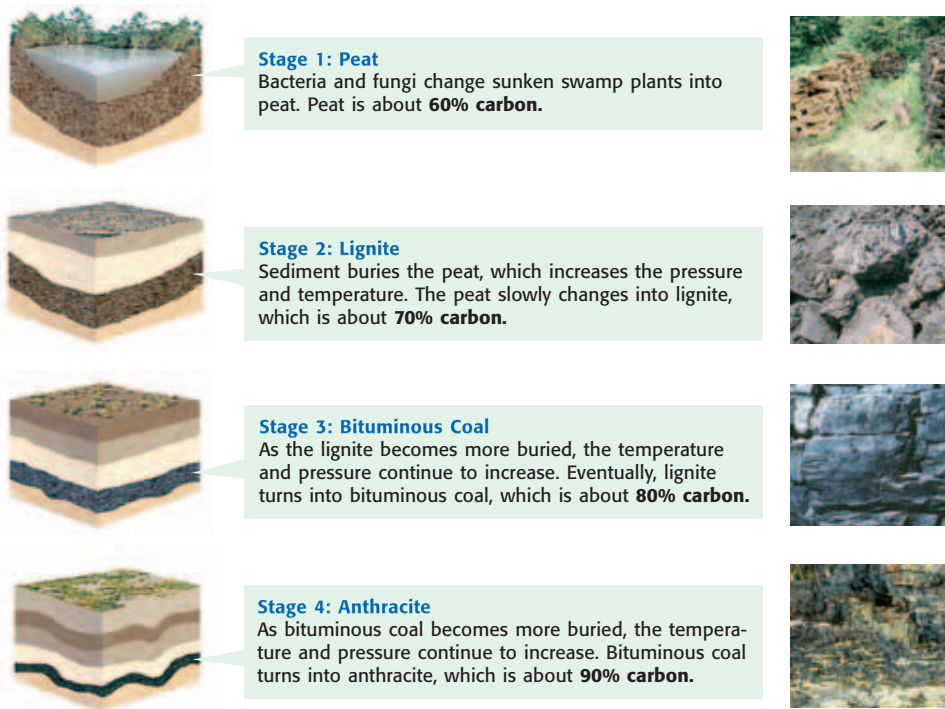 Stage 1: Peat
Bacteria and fungi change sunken swamp plants into
peat. Peat is about 60% carbon.
Stage 2: Lignite
Sediment buries the peat, which increases the pressure
and temperature. The peat slowly changes into lignite,
which is about 70% carbon.
Stage 3: Bituminous Coal
As the lignite becomes more buried, the temperature
and pressure continue to increase. Eventually, lignite
turns into bituminous coal, which is about 80% carbon.
Stage 4: Anthracite
As bituminous coal becomes more buried, the tempera-
ture and pressure continue to increase. Bituminous coal
turns into anthracite, which is about 90% carbon.